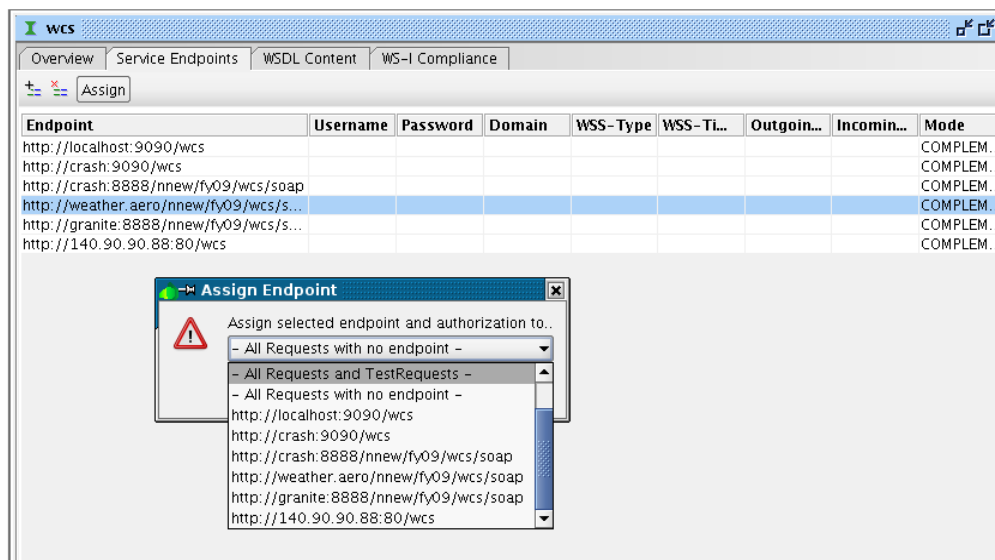 wcs
Overview Service Endpoints WSDL Content WS-I Compliance
Assign
Endpoint Username Password Domain WSS-Type WSS-Ti... Outgoin... Incomin... Mode
http://localhost:9090/wcs COMPLEM.
http://crash:9090/wcs COMPLEM.
http://crash:8888/nnew/fy09/wcs/soap COMPLEM.
http://weather.aero/nnew/fy09/wcs/s... COMPLEM.
http://granite:8888/nnew/fy09/wcs/s... COMPLEM.
http://140.90.90.88:80/wcs COMPLEM.
Assign Endpoint
Assign selected endpoint and authorization to..
- All Requests with no endpoint -
- All Requests and TestRequests -
- All Requests with no endpoint -
http://localhost:9090/wcs
http://crash:9090/wcs
http://crash:8888/nnew/fy09/wcs/soap
http://weather.aero/nnew/fy09/wcs/soap
http://granite:8888/nnew/fy09/wcs/soap
http://140.90.90.88:80/wcs